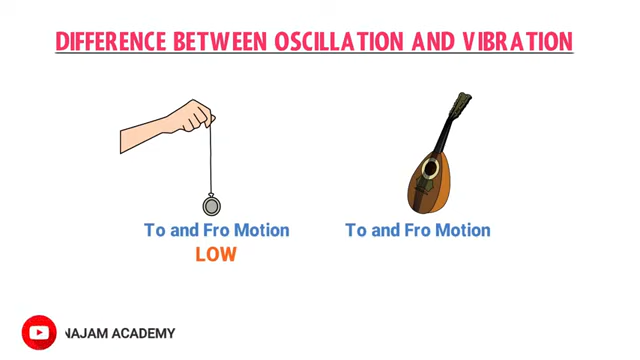 DIFFERENCE BETWEEN OSCILLATION AND VIBRATION
To and Fro Motion
LOW
To and Fro Motion
NAJAM ACADEMY